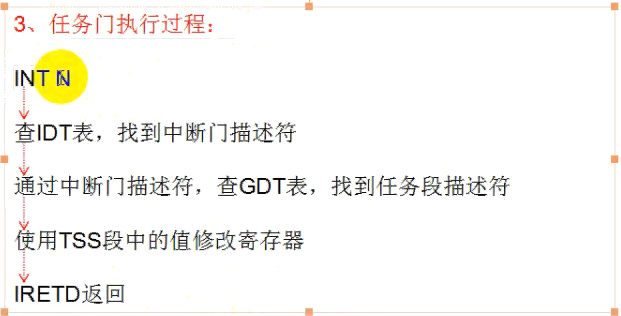 3、任务门执行过程：
INT N
查IDT表，找到中断门描述符
通过中断门描述符，查GDT表，找到任务段描述符
使用TSS段中的值修改寄存器
IRETD返回